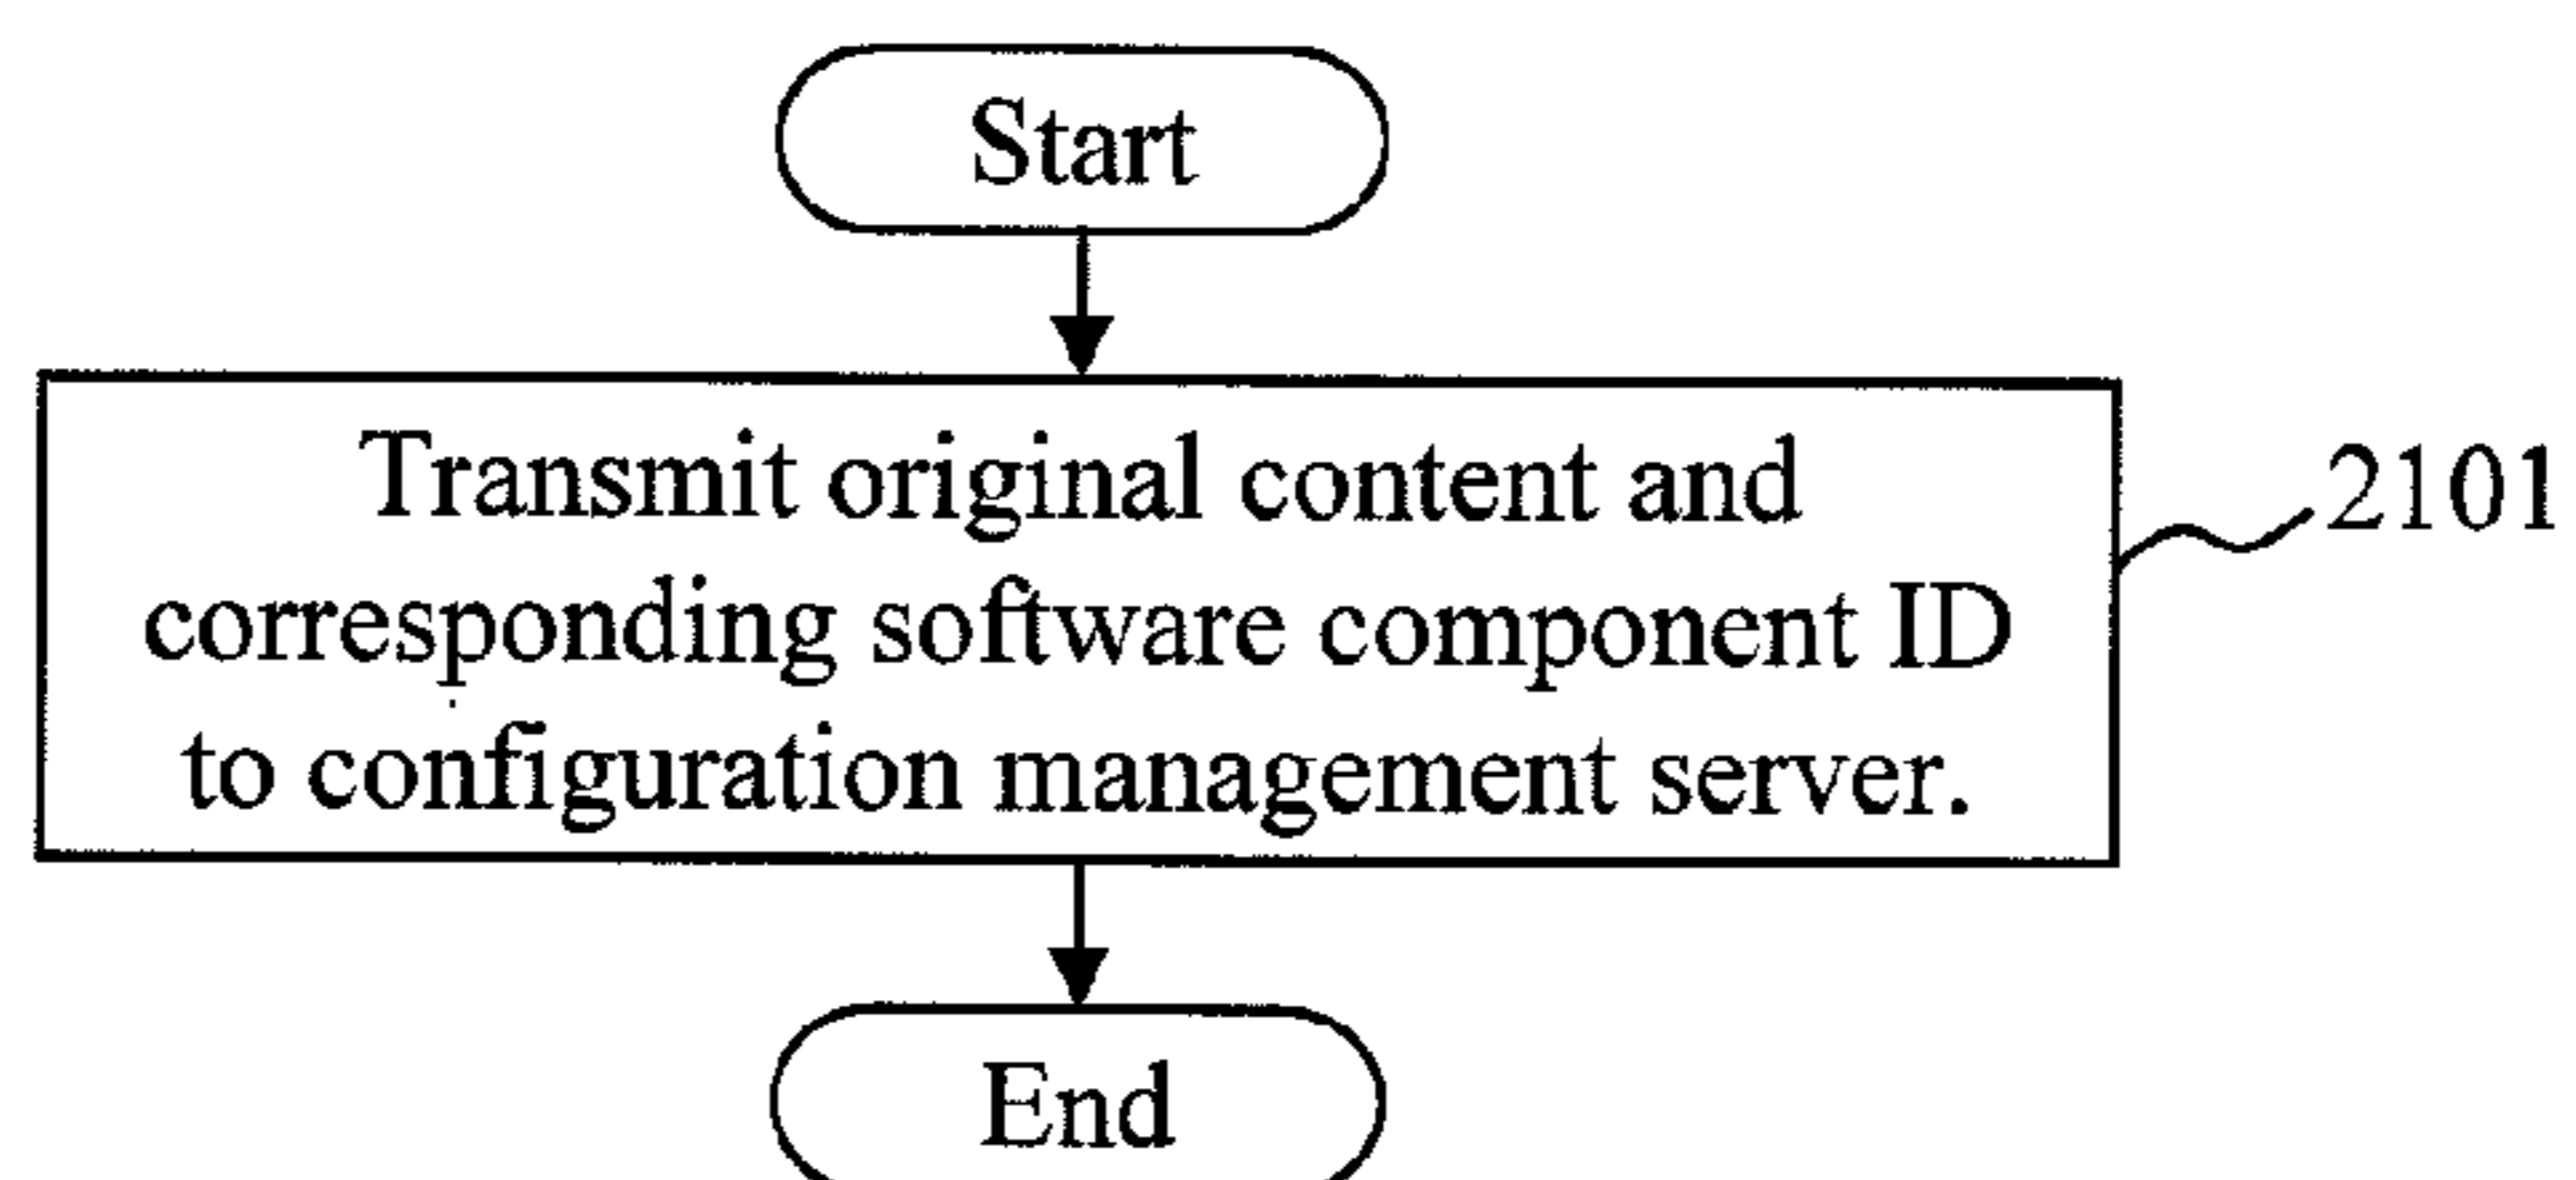 Start
Transmit original content and
corresponding software component ID
to configuration management server.
2101
End